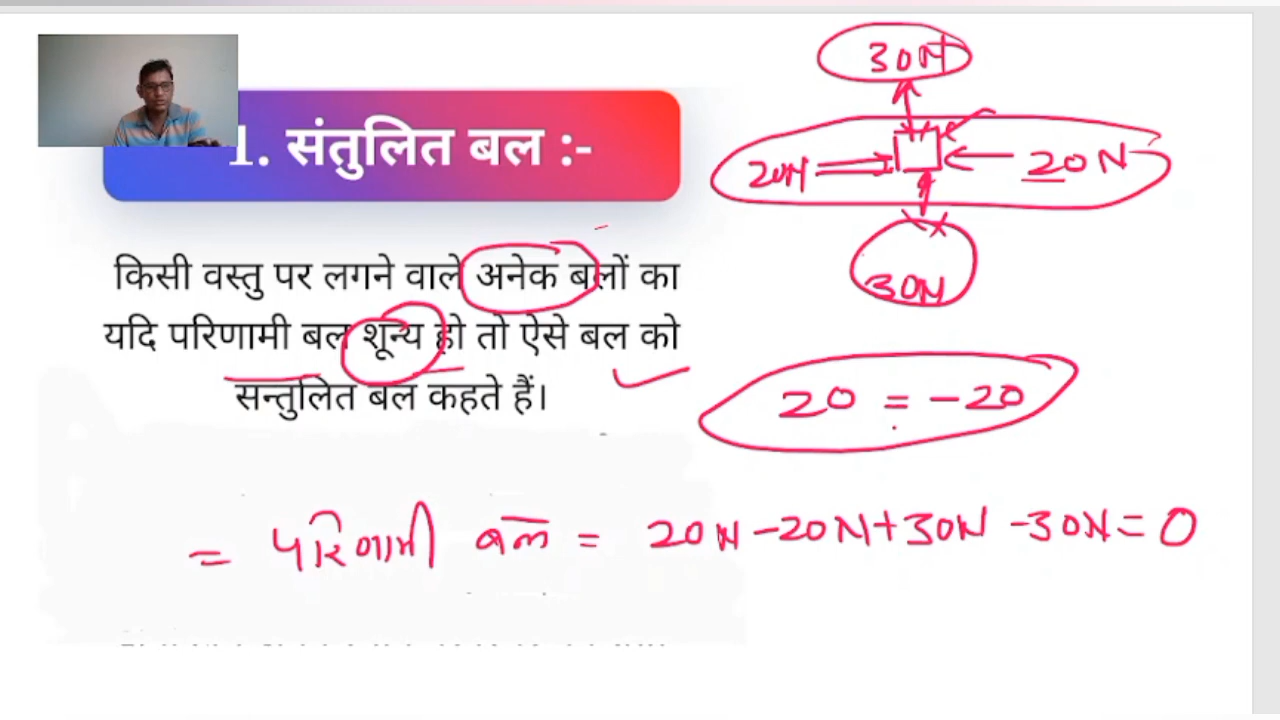 1. संतुलित बल :-
किसी वस्तु पर लगने वाले अनेक बलों का
यदि परिणामी बल शून्य हो तो ऐसे बल को
सन्तुलित बल कहते हैं।
30N
20N 20N
30N
20 = -20
= परिणामी बल = 20N - 20N + 30N - 30N = 0